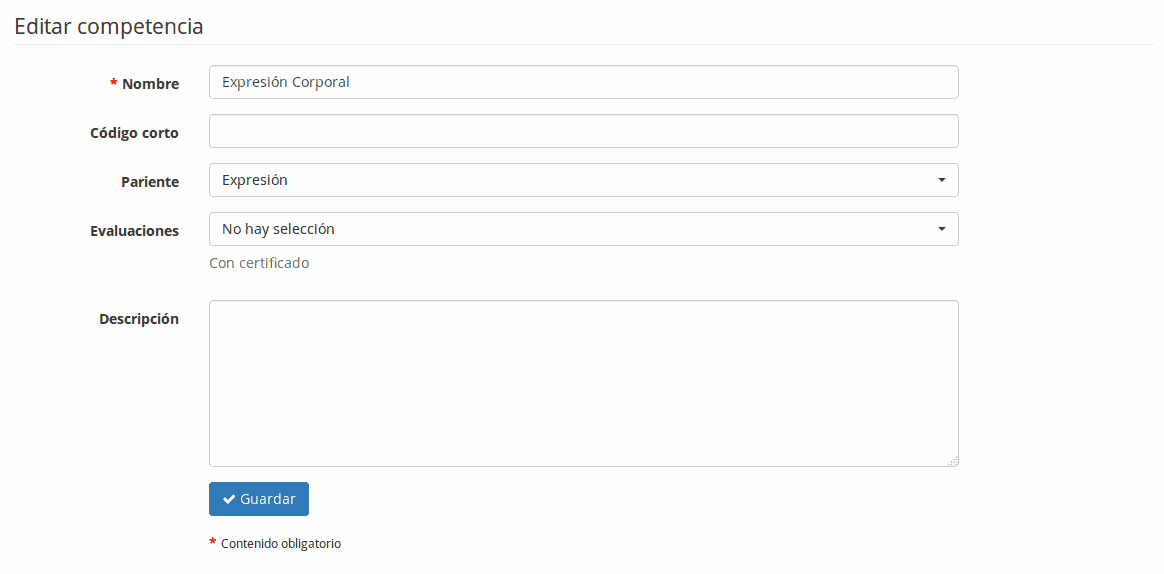 Editar competencia
* Nombre
Expresión Corporal
Código corto
Pariente
Expresión
Evaluaciones
No hay selección
Con certificado
Descripción
Guardar
* Contenido obligatorio